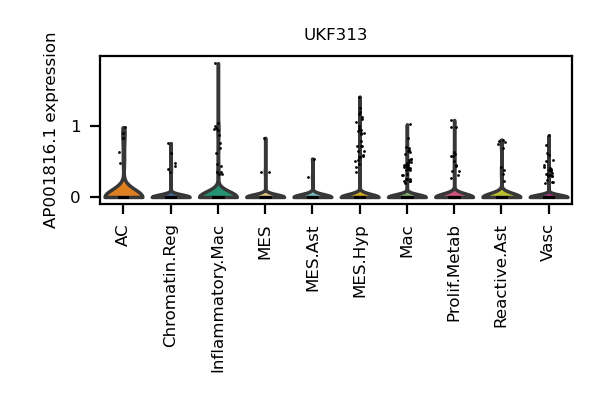 UKF313
AP001816.1 expression
1
0
AC
Chromatin.Reg
Inflammatory.Mac
MES
MES.Ast
MES.Hyp
Mac
Prolif.Metab
Reactive.Ast
Vasc